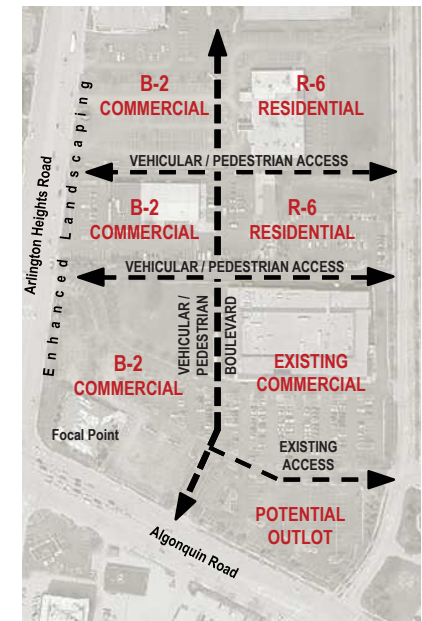 B-2
COMMERCIAL
R-6
RESIDENTIAL
Arlington Heights Road
Enhanced Landscaping
VEHICULAR / PEDESTRIAN ACCESS
B-2
COMMERCIAL
R-6
RESIDENTIAL
VEHICULAR / PEDESTRIAN ACCESS
VEHICULAR /
PEDESTRIAN
BOULEVARD
B-2
COMMERCIAL
EXISTING
COMMERCIAL
Focal Point
EXISTING
ACCESS
POTENTIAL
OUTLOT
Algonquin Road